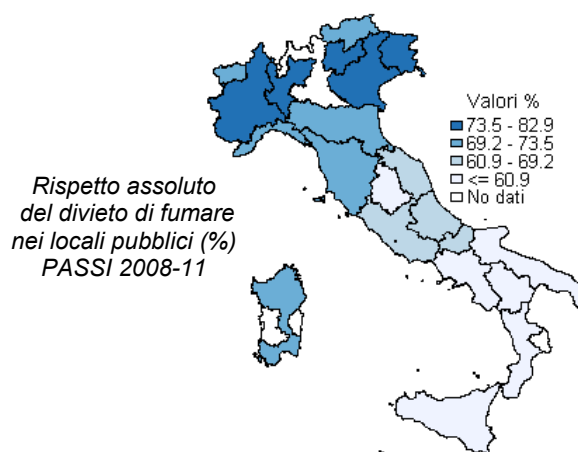 Valori %
73.5 - 82.9
69.2 - 73.5
60.9 - 69.2
<= 60.9
No dati
Rispetto assoluto
del divieto di fumare
nei locali pubblici (%)
PASSI 2008-11